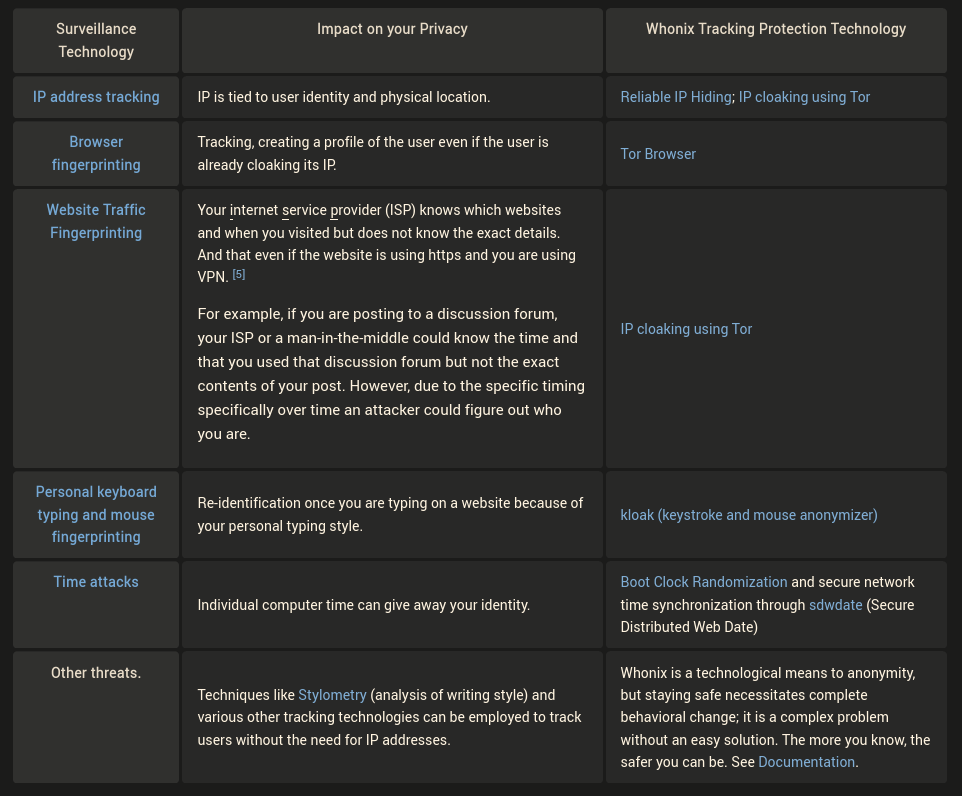 Surveillance
Technology
Impact on your Privacy
Whonix Tracking Protection Technology
IP address tracking
IP is tied to user identity and physical location.
Reliable IP Hiding; IP cloaking using Tor
Browser
fingerprinting
Tracking, creating a profile of the user even if the user is
already cloaking its IP.
Tor Browser
Website Traffic
Fingerprinting
Your internet service provider (ISP) knows which websites
and when you visited but does not know the exact details.
And that even if the website is using https and you are using
VPN. [5]
For example, if you are posting to a discussion forum,
your ISP or a man-in-the-middle could know the time and
that you used that discussion forum but not the exact
contents of your post. However, due to the specific timing
specifically over time an attacker could figure out who
you are.
IP cloaking using Tor
Personal keyboard
typing and mouse
fingerprinting
Re-identification once you are typing on a website because of
your personal typing style.
kloak (keystroke and mouse anonymizer)
Time attacks
Individual computer time can give away your identity.
Boot Clock Randomization and secure network
time synchronization through sdwdate (Secure
Distributed Web Date)
Other threats.
Techniques like Stylometry (analysis of writing style) and
various other tracking technologies can be employed to track
users without the need for IP addresses.
Whonix is a technological means to anonymity,
but staying safe necessitates complete
behavioral change; it is a complex problem
without an easy solution. The more you know, the
safer you can be. See Documentation.